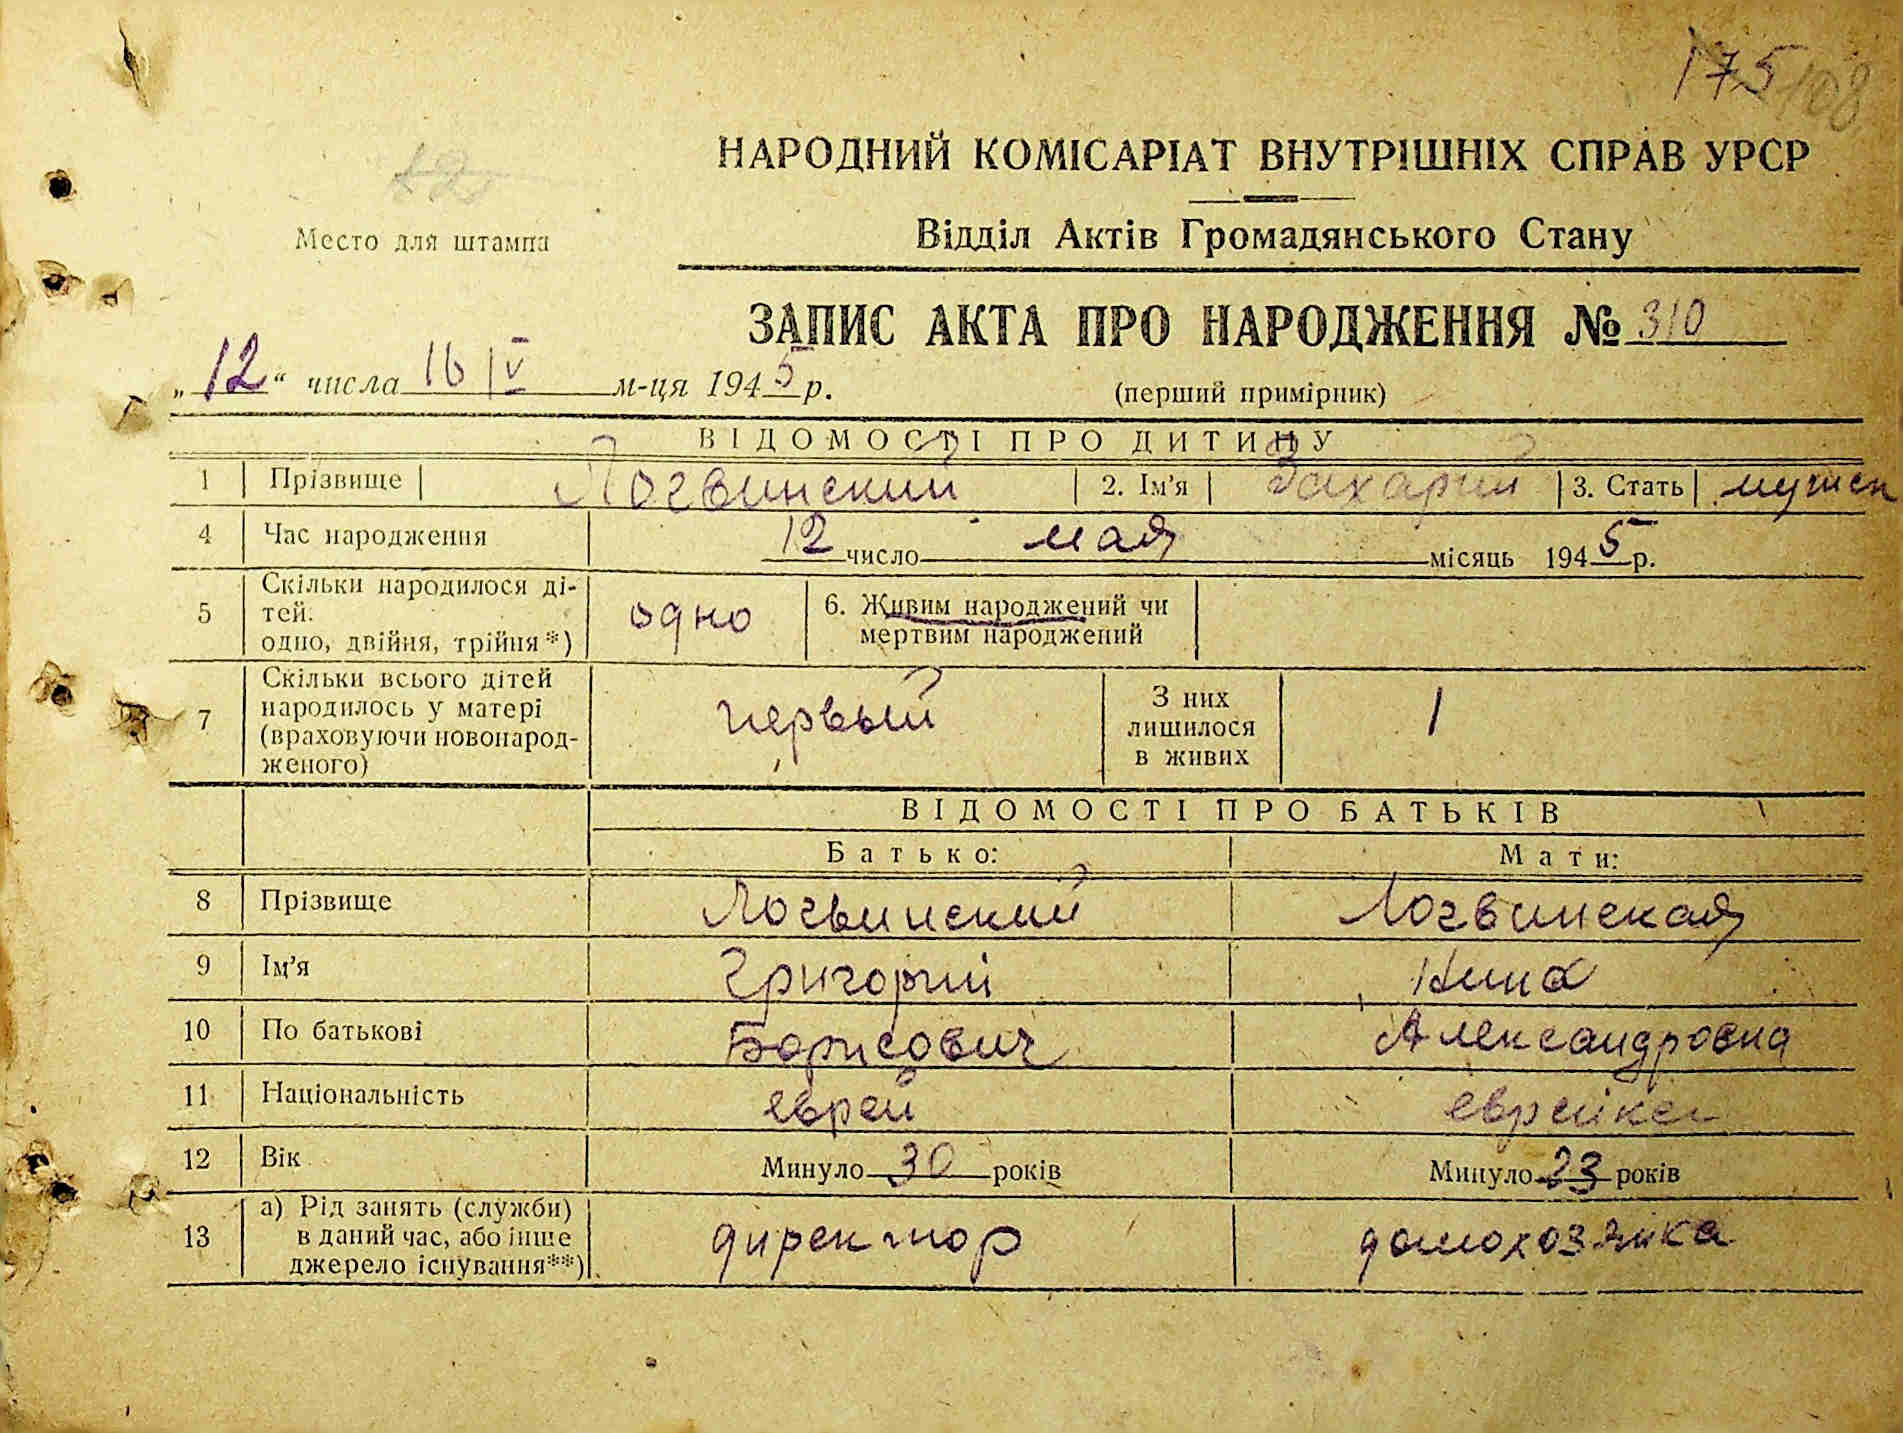 175 108
НАРОДНИЙ КОМІСАРІАТ ВНУТРІШНІХ СПРАВ УРСР
Место для штампа
Відділ Актів Громадянського Стану
ЗАПИС АКТА ПРО НАРОДЖЕННЯ № 310
„12“ числа 16 IV м-ця 1945 р. (перший примірник)
ВІДОМОСТІ ПРО ДИТИНУ
1 Прізвище Логвинский 2. Ім’я Захарий 3. Стать мужск
4 Час народження 12 число мая місяць 1945 р.
5 Скільки народилося ді-
тей:
одно, двійня, трійня*) одно 6. Живим народжений чи
мертвим народжений
7 Скільки всього дітей
народилось у матері
(враховуючи новонарод-
женого) первый З них
лишилося
в живих 1
ВІДОМОСТІ ПРО БАТЬКІВ
Батько: Мати:
8 Прізвище Логвинский Логвинская
9 Ім’я Григорий Нина
10 По батькові Борисович Александровна
11 Національність еврей еврейка
12 Вік Минуло 30 років Минуло 23 років
13 а) Рід занять (служби)
в даний час, або інше
джерело існування**) директор домохозяйка